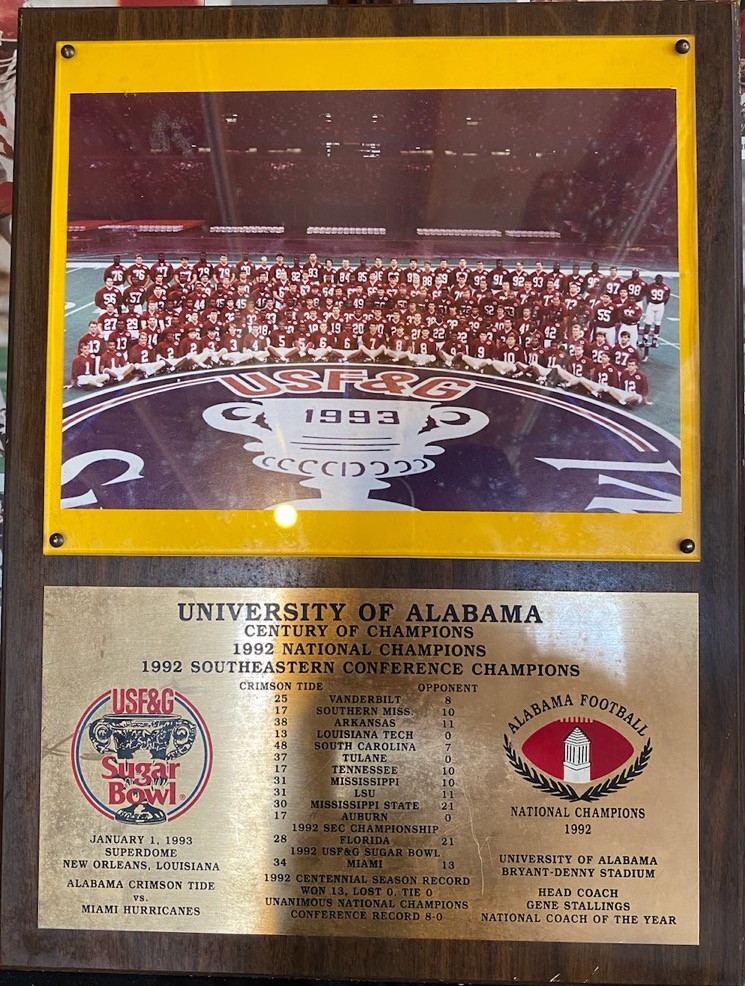 USF&G
1993
UNIVERSITY OF ALABAMA
CENTURY OF CHAMPIONS
1992 NATIONAL CHAMPIONS
1992 SOUTHEASTERN CONFERENCE CHAMPIONS
CRIMSON TIDE OPPONENT
25 VANDERBILT 8
17 SOUTHERN MISS. 10
38 ARKANSAS 11
13 LOUISIANA TECH 0
48 SOUTH CAROLINA 7
37 TULANE 0
17 TENNESSEE 10
31 MISSISSIPPI 10
31 LSU 11
30 MISSISSIPPI STATE 21
17 AUBURN 0
1992 SEC CHAMPIONSHIP
28 FLORIDA 21
1992 USF&G SUGAR BOWL
34 MIAMI 13
1992 CENTENNIAL SEASON RECORD
WON 13, LOST 0, TIE 0
UNANIMOUS NATIONAL CHAMPIONS
CONFERENCE RECORD 8-0
USF&G
Sugar
Bowl®
JANUARY 1, 1993
SUPERDOME
NEW ORLEANS, LOUISIANA
ALABAMA CRIMSON TIDE
vs.
MIAMI HURRICANES
ALABAMA FOOTBALL
NATIONAL CHAMPIONS
1992
UNIVERSITY OF ALABAMA
BRYANT-DENNY STADIUM
HEAD COACH
GENE STALLINGS
NATIONAL COACH OF THE YEAR